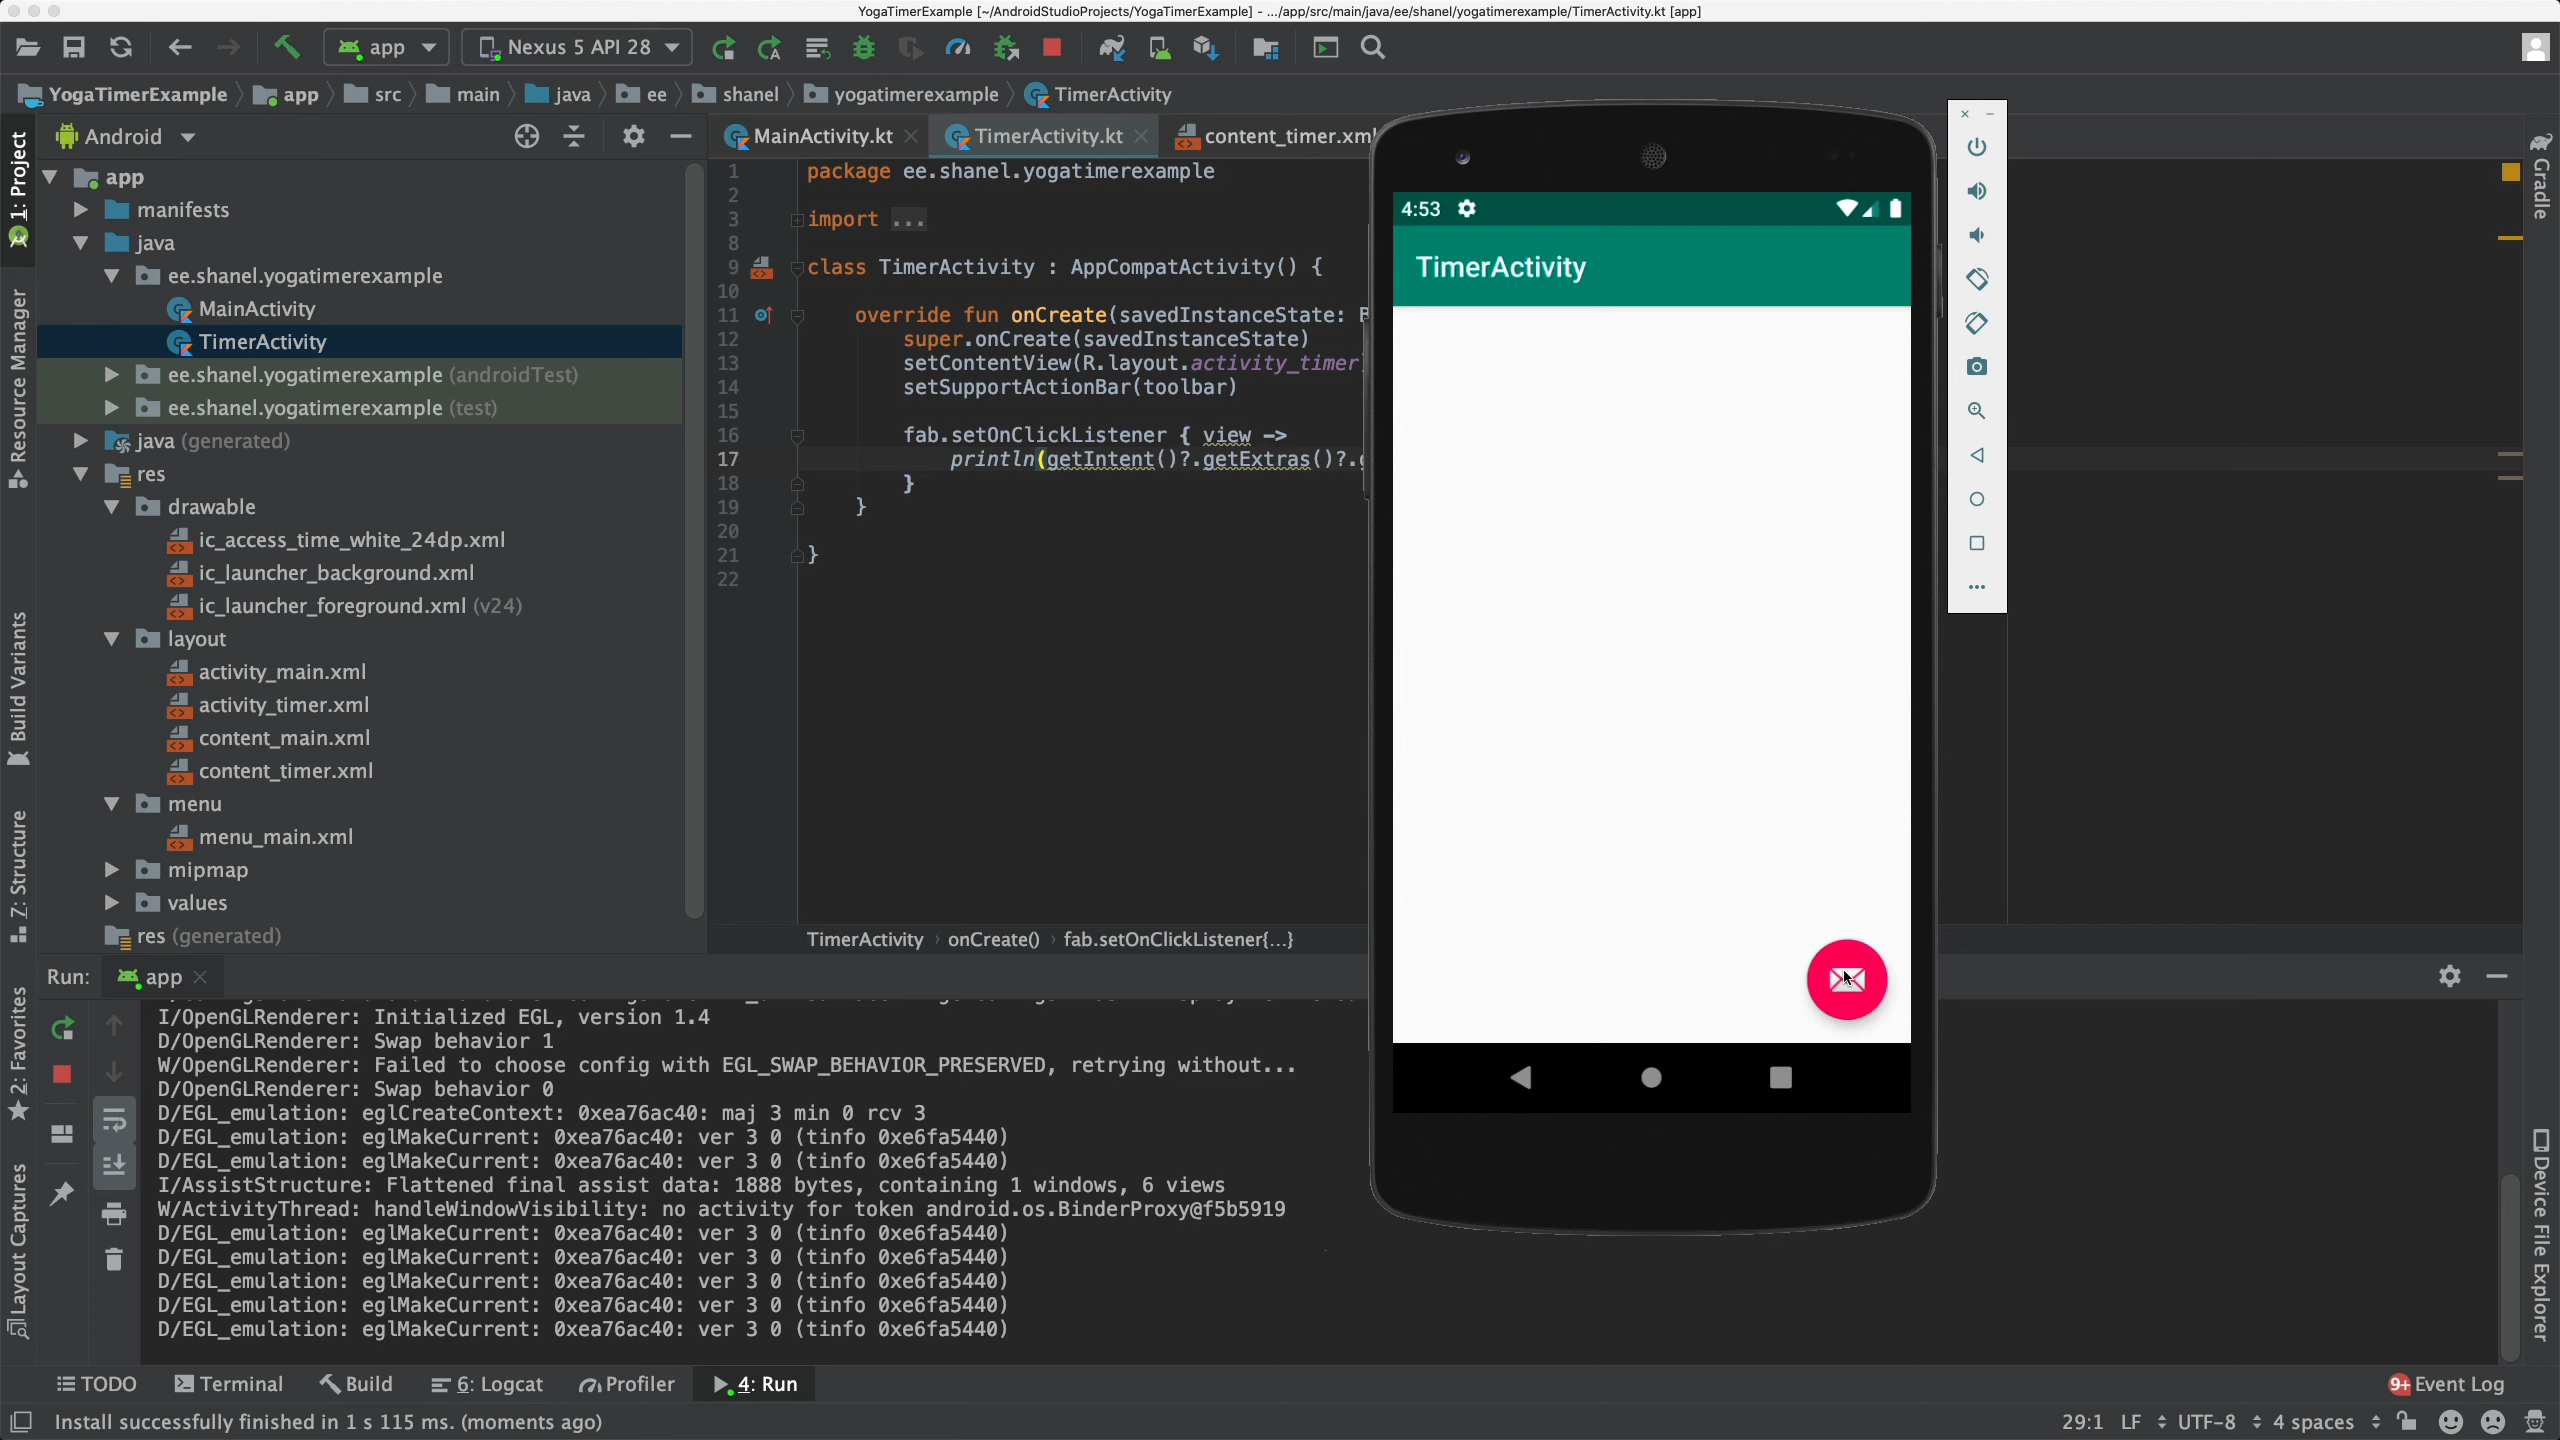 YogaTimerExample [~/AndroidStudioProjects/YogaTimerExample] - .../app/src/main/java/ee/shanel/yogatimerexample/TimerActivity.kt [app]
app
Nexus 5 API 28
YogaTimerExample
app
src
main
java
ee
shanel
yogatimerexample
TimerActivity
Android
MainActivity.kt
TimerActivity.kt
content_timer.xml
1: Project
Resource Manager
Build Variants
Z: Structure
2: Favorites
Layout Captures
Gradle
Device File Explorer
app
manifests
java
ee.shanel.yogatimerexample
MainActivity
TimerActivity
ee.shanel.yogatimerexample (androidTest)
ee.shanel.yogatimerexample (test)
java (generated)
res
drawable
ic_access_time_white_24dp.xml
ic_launcher_background.xml
ic_launcher_foreground.xml (v24)
layout
activity_main.xml
activity_timer.xml
content_main.xml
content_timer.xml
menu
menu_main.xml
mipmap
values
res (generated)
1 package ee.shanel.yogatimerexample
2
3 import ...
8
9 class TimerActivity : AppCompatActivity() {
10
11 override fun onCreate(savedInstanceState: B
12 super.onCreate(savedInstanceState)
13 setContentView(R.layout.activity_timer)
14 setSupportActionBar(toolbar)
15
16 fab.setOnClickListener { view ->
17 println(getIntent()?.getExtras()?.g
18 }
19 }
20
21 }
22
TimerActivity › onCreate() › fab.setOnClickListener{...}
4:53
TimerActivity
Run: app
I/OpenGLRenderer: Initialized EGL, version 1.4
D/OpenGLRenderer: Swap behavior 1
W/OpenGLRenderer: Failed to choose config with EGL_SWAP_BEHAVIOR_PRESERVED, retrying without...
D/OpenGLRenderer: Swap behavior 0
D/EGL_emulation: eglCreateContext: 0xea76ac40: maj 3 min 0 rcv 3
D/EGL_emulation: eglMakeCurrent: 0xea76ac40: ver 3 0 (tinfo 0xe6fa5440)
D/EGL_emulation: eglMakeCurrent: 0xea76ac40: ver 3 0 (tinfo 0xe6fa5440)
I/AssistStructure: Flattened final assist data: 1888 bytes, containing 1 windows, 6 views
W/ActivityThread: handleWindowVisibility: no activity for token android.os.BinderProxy@f5b5919
D/EGL_emulation: eglMakeCurrent: 0xea76ac40: ver 3 0 (tinfo 0xe6fa5440)
D/EGL_emulation: eglMakeCurrent: 0xea76ac40: ver 3 0 (tinfo 0xe6fa5440)
D/EGL_emulation: eglMakeCurrent: 0xea76ac40: ver 3 0 (tinfo 0xe6fa5440)
D/EGL_emulation: eglMakeCurrent: 0xea76ac40: ver 3 0 (tinfo 0xe6fa5440)
D/EGL_emulation: eglMakeCurrent: 0xea76ac40: ver 3 0 (tinfo 0xe6fa5440)
TODO
Terminal
Build
6: Logcat
Profiler
4: Run
9+ Event Log
Install successfully finished in 1 s 115 ms. (moments ago)
29:1 LF UTF-8 4 spaces